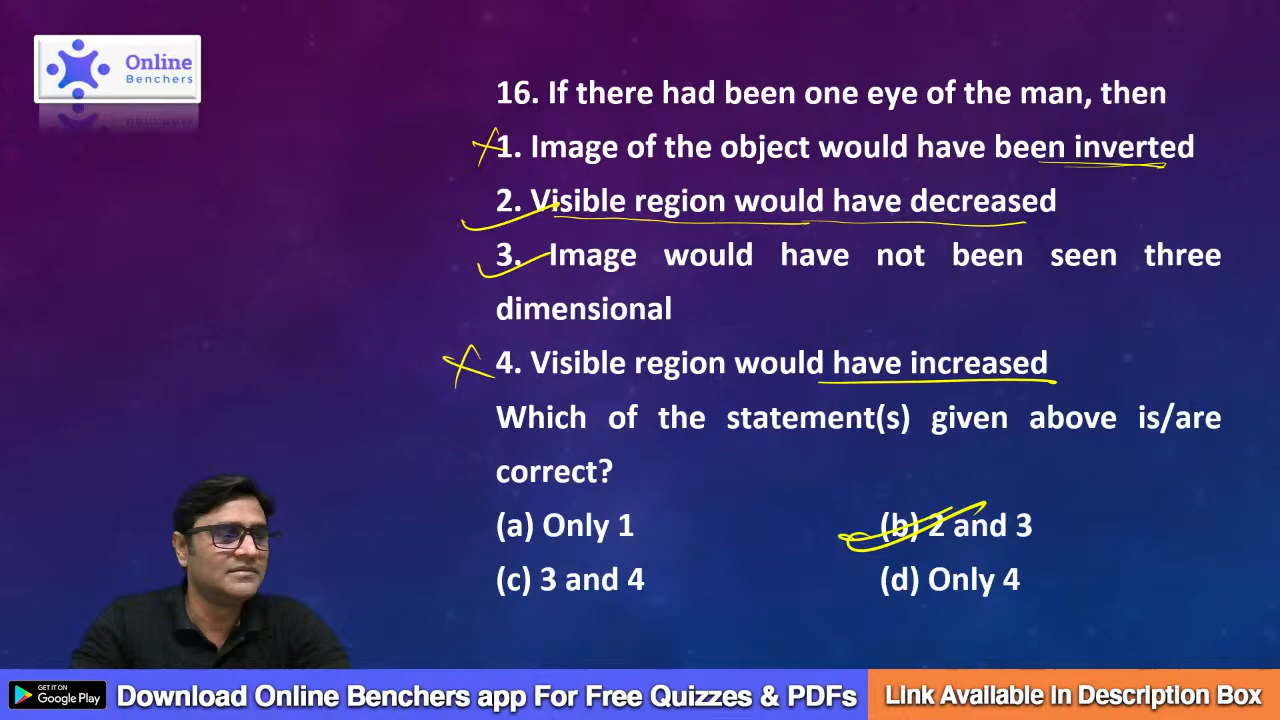 Online
Benchers
16. If there had been one eye of the man, then
1. Image of the object would have been inverted
2. Visible region would have decreased
3. Image would have not been seen three
dimensional
4. Visible region would have increased
Which of the statement(s) given above is/are
correct?
(a) Only 1 (b) 2 and 3
(c) 3 and 4 (d) Only 4
GET IT ON
Google Play
Download Online Benchers app For Free Quizzes & PDFs
Link Available In Description Box